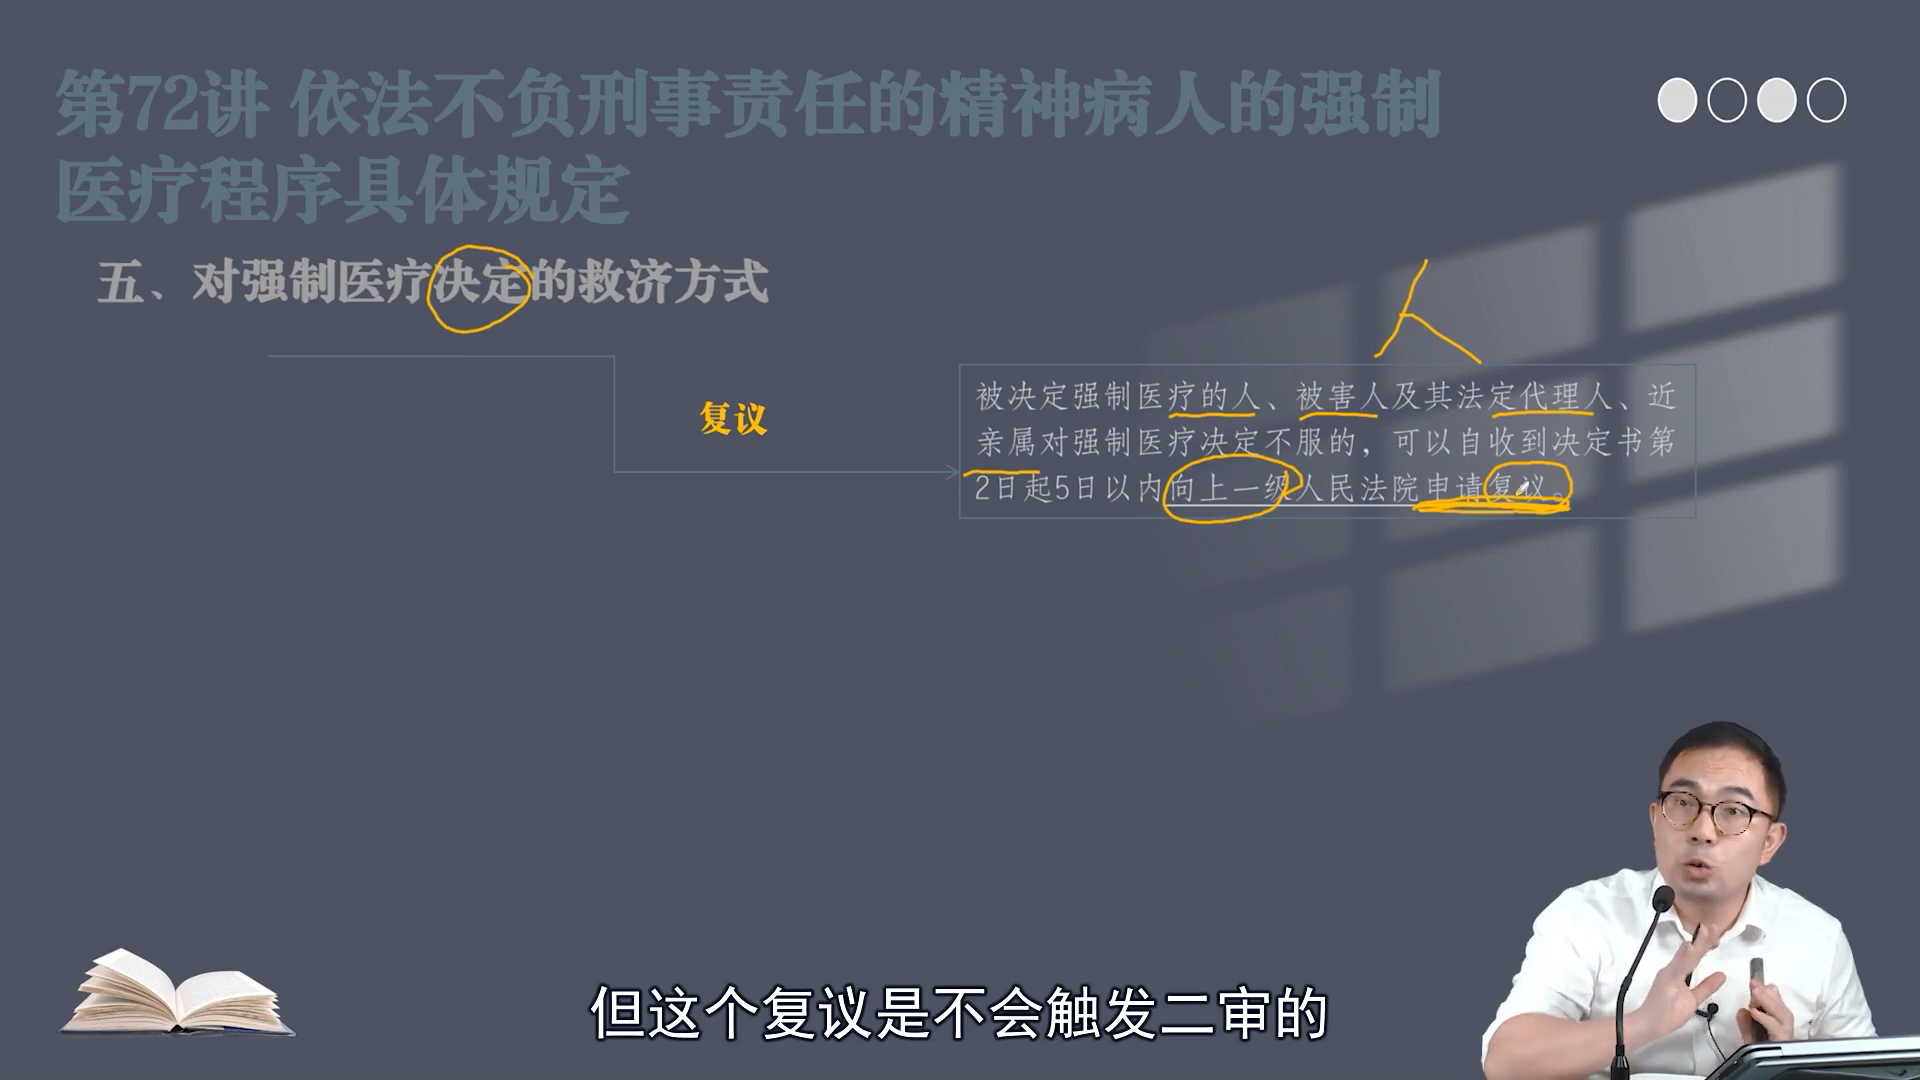 第72讲 依法不负刑事责任的精神病人的强制
医疗程序具体规定
五、对强制医疗决定的救济方式
人
复议
被决定强制医疗的人、被害人及其法定代理人、近
亲属对强制医疗决定不服的，可以自收到决定书第
2日起5日以内向上一级人民法院申请复议。
但这个复议是不会触发二审的